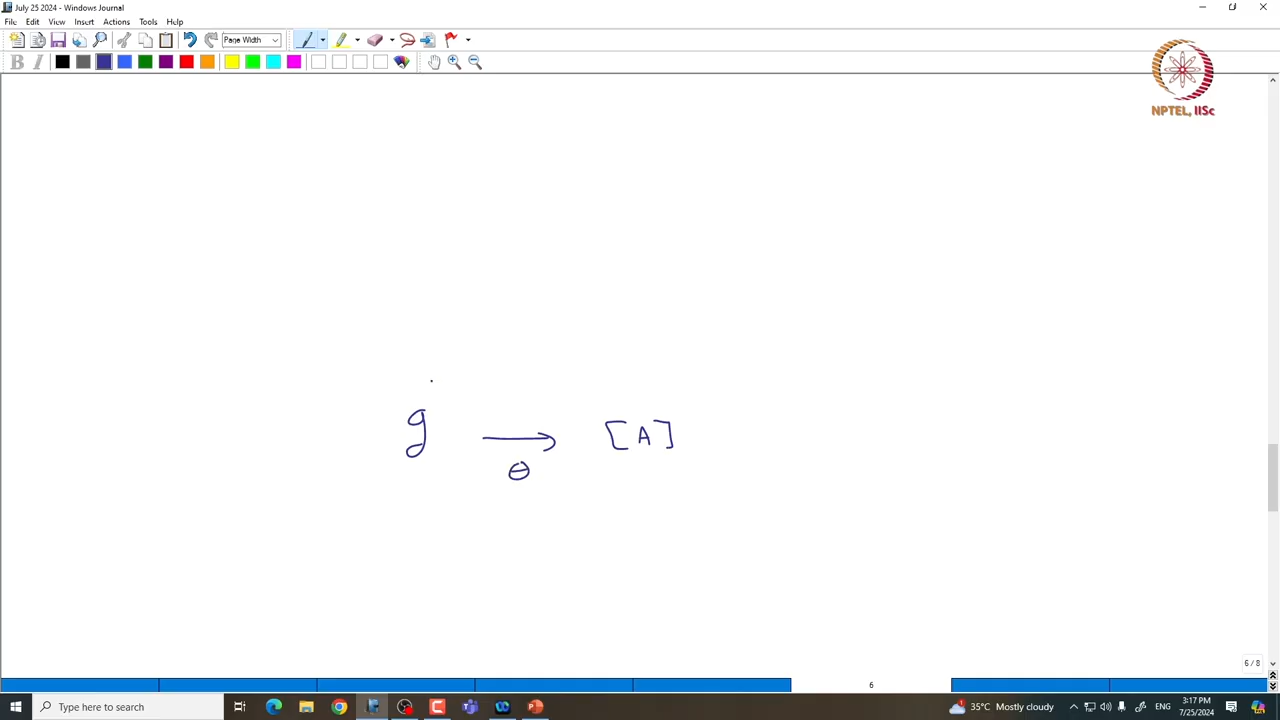 July 25 2024 - Windows Journal
File Edit View Insert Actions Tools Help
Page Width
B I
NPTEL, IISc
g → [A]
θ
6 / 8
6
Type here to search
35°C Mostly cloudy
ENG
3:17 PM
7/25/2024